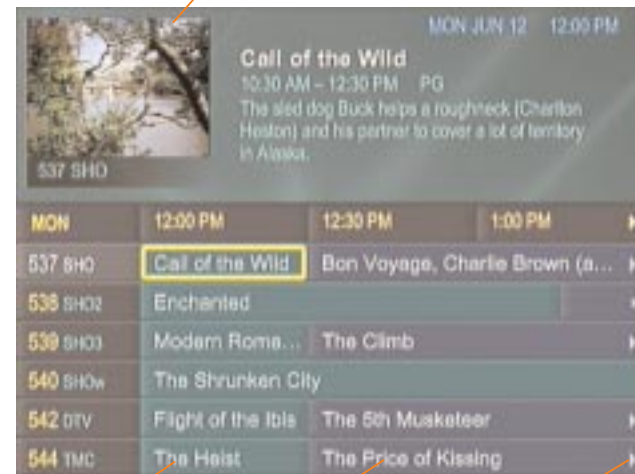 MON JUN 12 12:00 PM
Call of the Wild
10:30 AM – 12:30 PM PG
The sled dog Buck helps a roughneck (Charlton
Heston) and his partner to cover a lot of territory
in Alaska.
537 SHO
MON 12:00 PM 12:30 PM 1:00 PM
537 SHO Call of the Wild Bon Voyage, Charlie Brown (a...
538 SHO2 Enchanted
539 SHO3 Modern Roma... The Climb
540 SHOw The Shrunken City
542 DTV Flight of the Ibis The 5th Musketeer
544 TMC The Heist The Price of Kissing